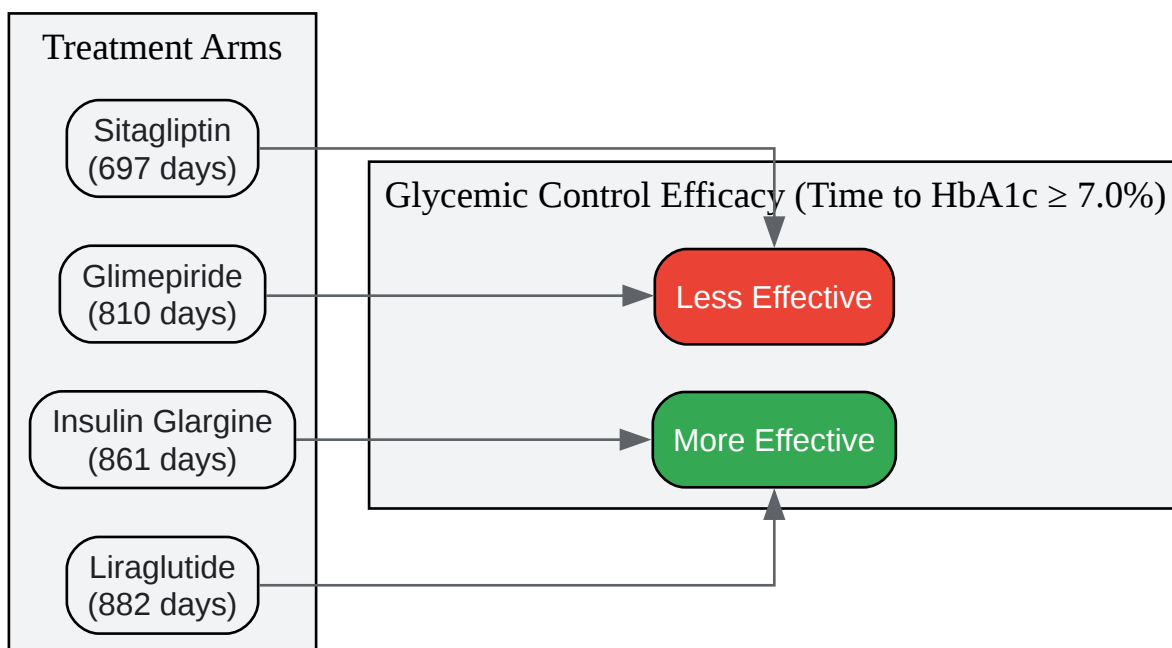 Treatment Arms
Sitagliptin
(697 days)
Glycemic Control Efficacy (Time to HbA1c ≥ 7.0%)
Glimepiride
(810 days)
Less Effective
Insulin Glargine
(861 days)
More Effective
Liraglutide
(882 days)